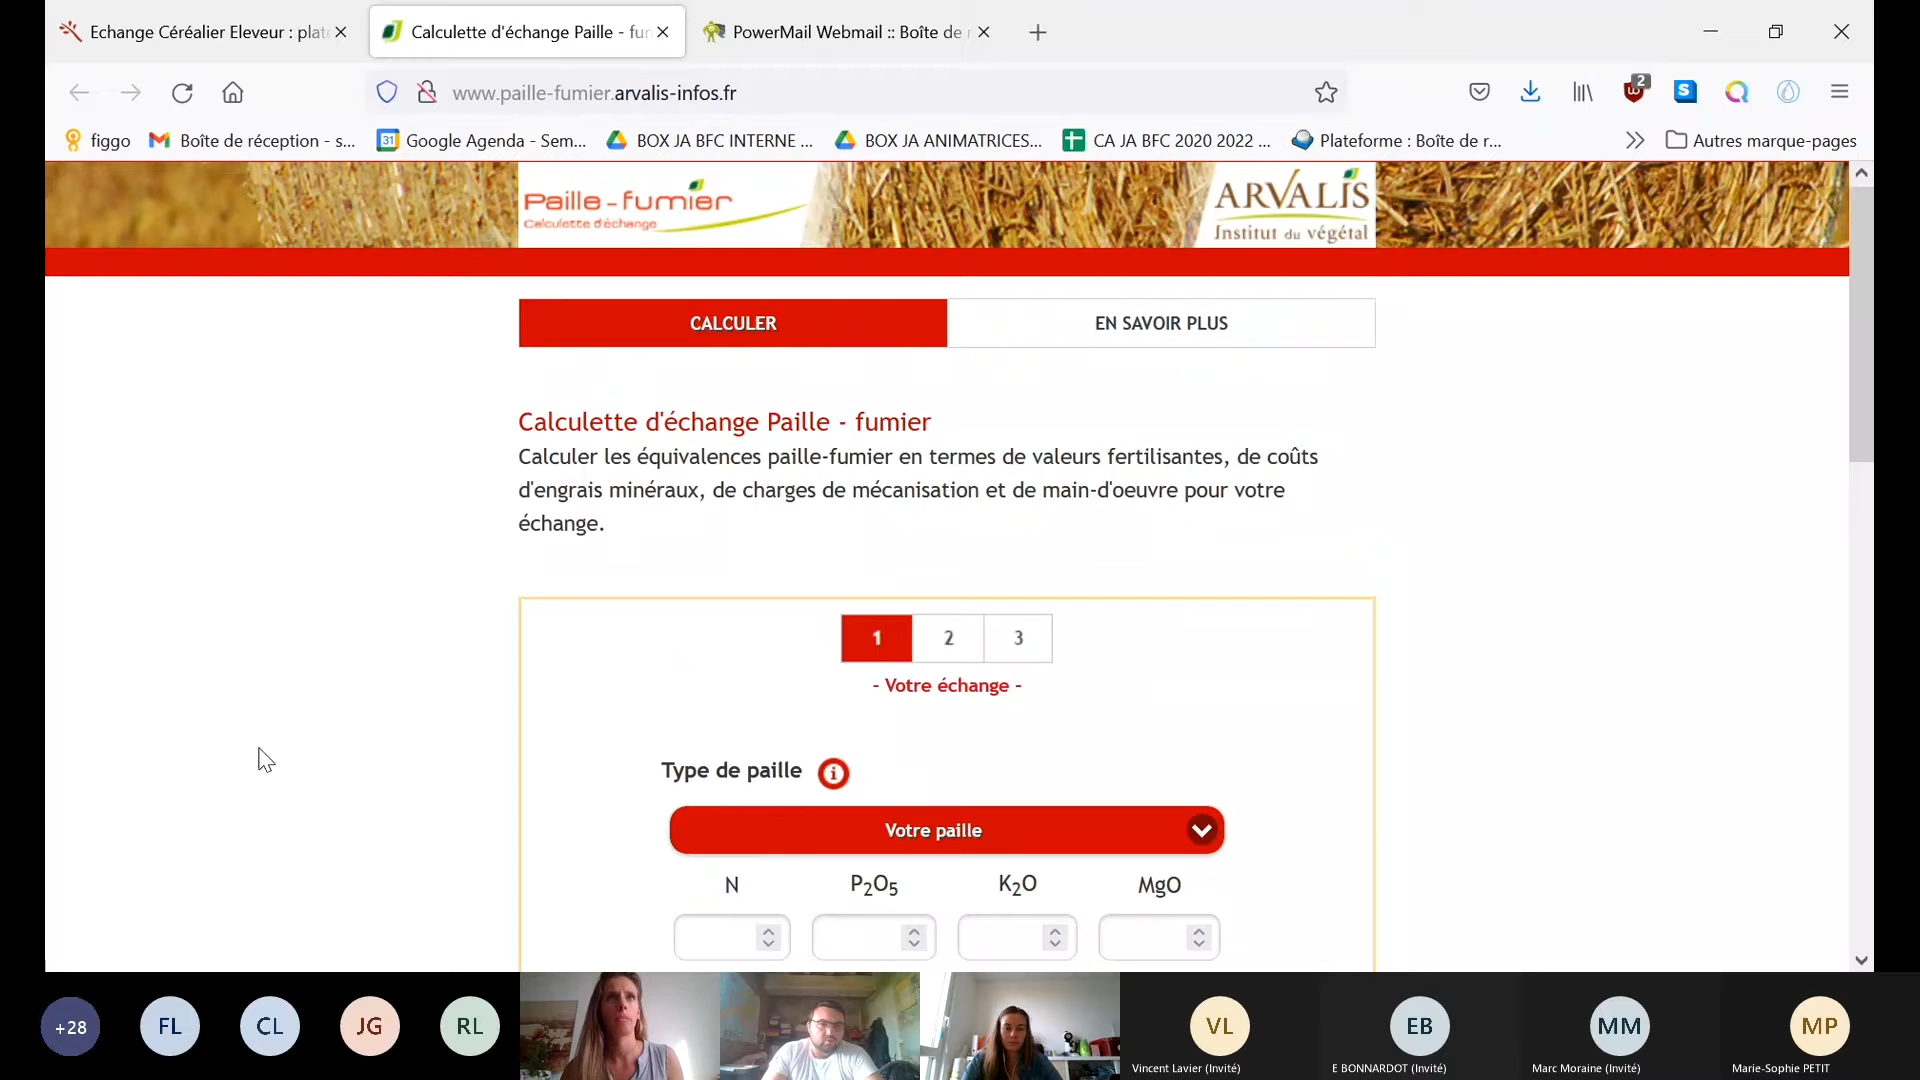 Echange Céréalier Eleveur : plate
Calculette d'échange Paille - fum
PowerMail Webmail :: Boîte de r
www.paille-fumier.arvalis-infos.fr
2
figgo
Boîte de réception - s...
31
Google Agenda - Sem...
BOX JA BFC INTERNE ...
BOX JA ANIMATRICES...
CA JA BFC 2020 2022 ...
Plateforme : Boîte de r...
Autres marque-pages
Paille - fumier
Calculette d'échange
ARVALIS
Institut du végétal
CALCULER
EN SAVOIR PLUS
Calculette d'échange Paille - fumier
Calculer les équivalences paille-fumier en termes de valeurs fertilisantes, de coûts
d'engrais minéraux, de charges de mécanisation et de main-d'oeuvre pour votre
échange.
1 2 3
- Votre échange -
Type de paille
Votre paille
N P₂O₅ K₂O MgO
+28
FL
CL
JG
RL
VL
EB
MM
MP
Vincent Lavier (Invité)
E BONNARDOT (Invité)
Marc Moraine (Invité)
Marie-Sophie PETIT